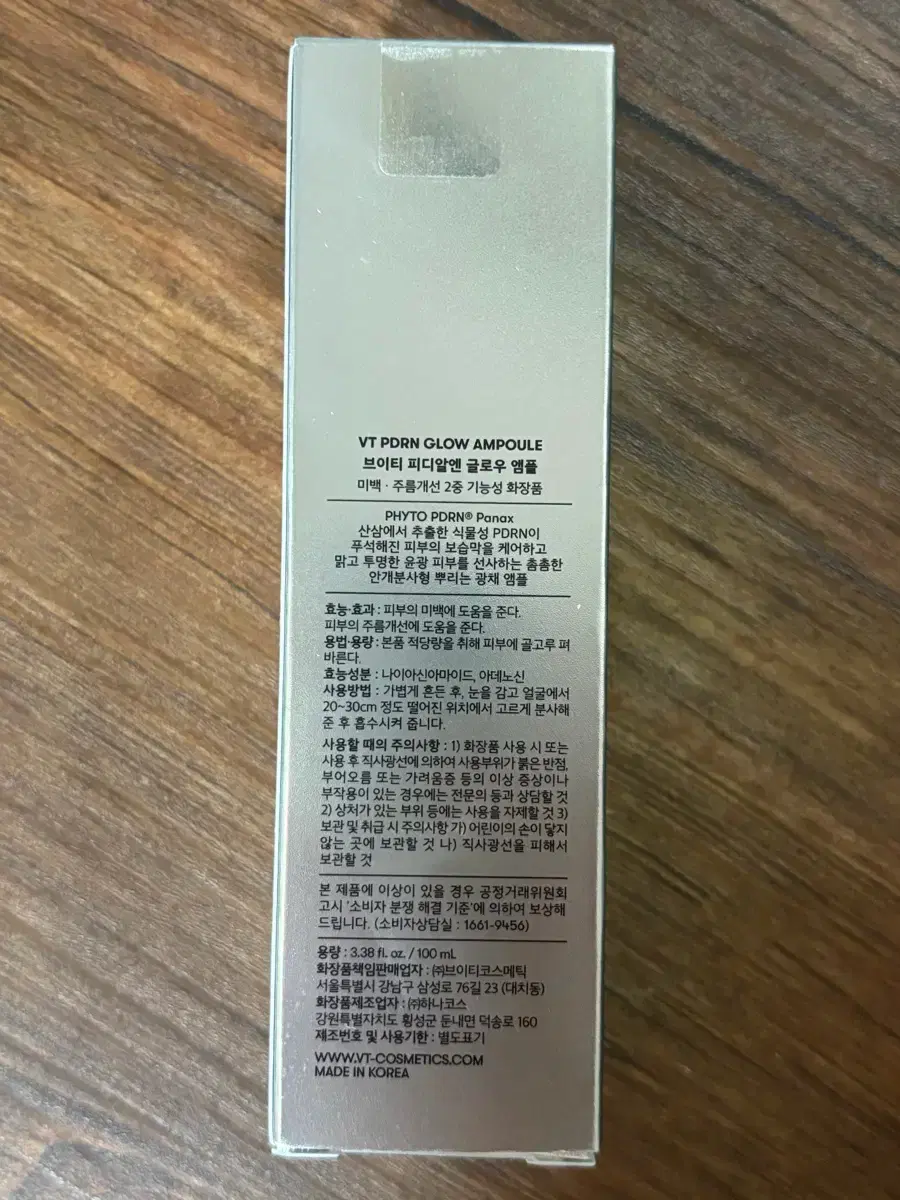 VT PDRN GLOW AMPOULE
브이티 피디알엔 글로우 앰플
미백 · 주름개선 2중 기능성 화장품
PHYTO PDRN® Panax
산삼에서 추출한 식물성 PDRN이
푸석해진 피부의 보습막을 케어하고
맑고 투명한 윤광 피부를 선사하는 촘촘한
안개분사형 뿌리는 광채 앰플
효능·효과 : 피부의 미백에 도움을 준다.
피부의 주름개선에 도움을 준다.
용법·용량 : 본품 적당량을 취해 피부에 골고루 펴
바른다.
효능성분 : 나이아신아마이드, 아데노신
사용방법 : 가볍게 흔든 후, 눈을 감고 얼굴에서
20~30cm 정도 떨어진 위치에서 고르게 분사해
준 후 흡수시켜 줍니다.
사용할 때의 주의사항 : 1) 화장품 사용 시 또는
사용 후 직사광선에 의하여 사용부위가 붉은 반점,
부어오름 또는 가려움증 등의 이상 증상이나
부작용이 있는 경우에는 전문의 등과 상담할 것
2) 상처가 있는 부위 등에는 사용을 자제할 것 3)
보관 및 취급 시 주의사항 가) 어린이의 손이 닿지
않는 곳에 보관할 것 나) 직사광선을 피해서
보관할 것
본 제품에 이상이 있을 경우 공정거래위원회
고시 '소비자 분쟁 해결 기준'에 의하여 보상해
드립니다. (소비자상담실 : 1661-9456)
용량 : 3.38 fl. oz. / 100 mL
화장품책임판매업자 : ㈜브이티코스메틱
서울특별시 강남구 삼성로 76길 23 (대치동)
화장품제조업자 : ㈜하나코스
강원특별자치도 횡성군 둔내면 덕송로 160
제조번호 및 사용기한 : 별도표기
WWW.VT-COSMETICS.COM
MADE IN KOREA